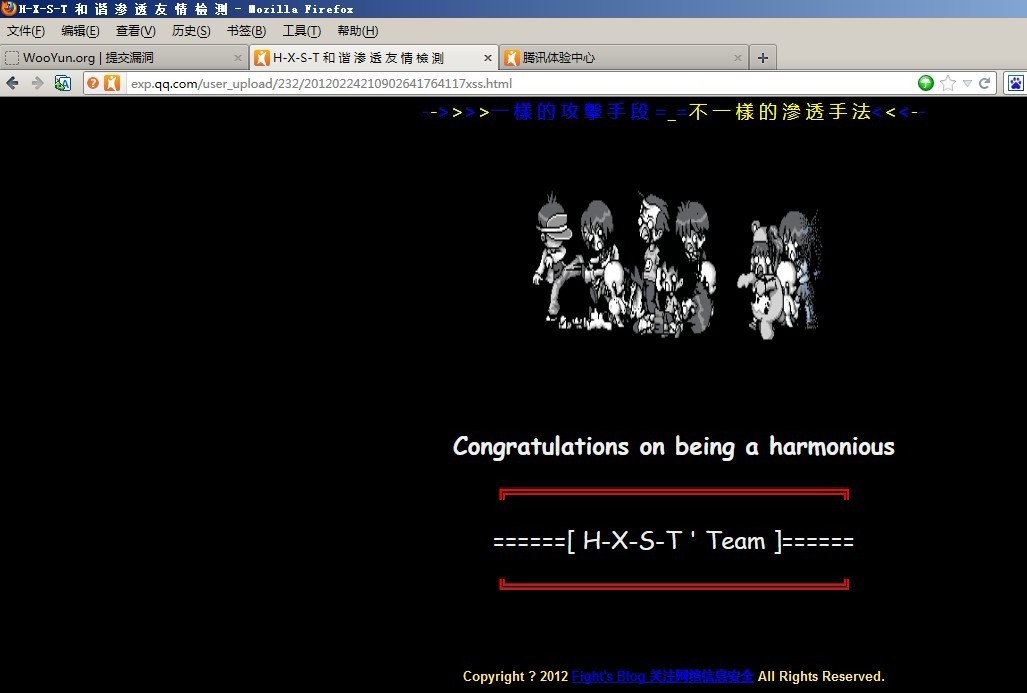 H-X-S-T 和 谐 渗 透 友 情 檢 測 - Mozilla Firefox
文件(F) 编辑(E) 查看(V) 历史(S) 书签(B) 工具(T) 帮助(H)
WooYun.org | 提交漏洞 × H-X-S-T 和 谐 渗 透 友 情 檢 測 × 腾讯体验中心 × +
exp.qq.com/user_upload/232/20120224210902641764117xss.html
-->>>>一 樣 的 攻 擊 手 段 =_=不 一 樣 的 滲 透 手 法<<<--
Congratulations on being a harmonious
======[ H-X-S-T ' Team ]======
Copyright ? 2012 Fight's Blog 关注网络信息安全 All Rights Reserved.